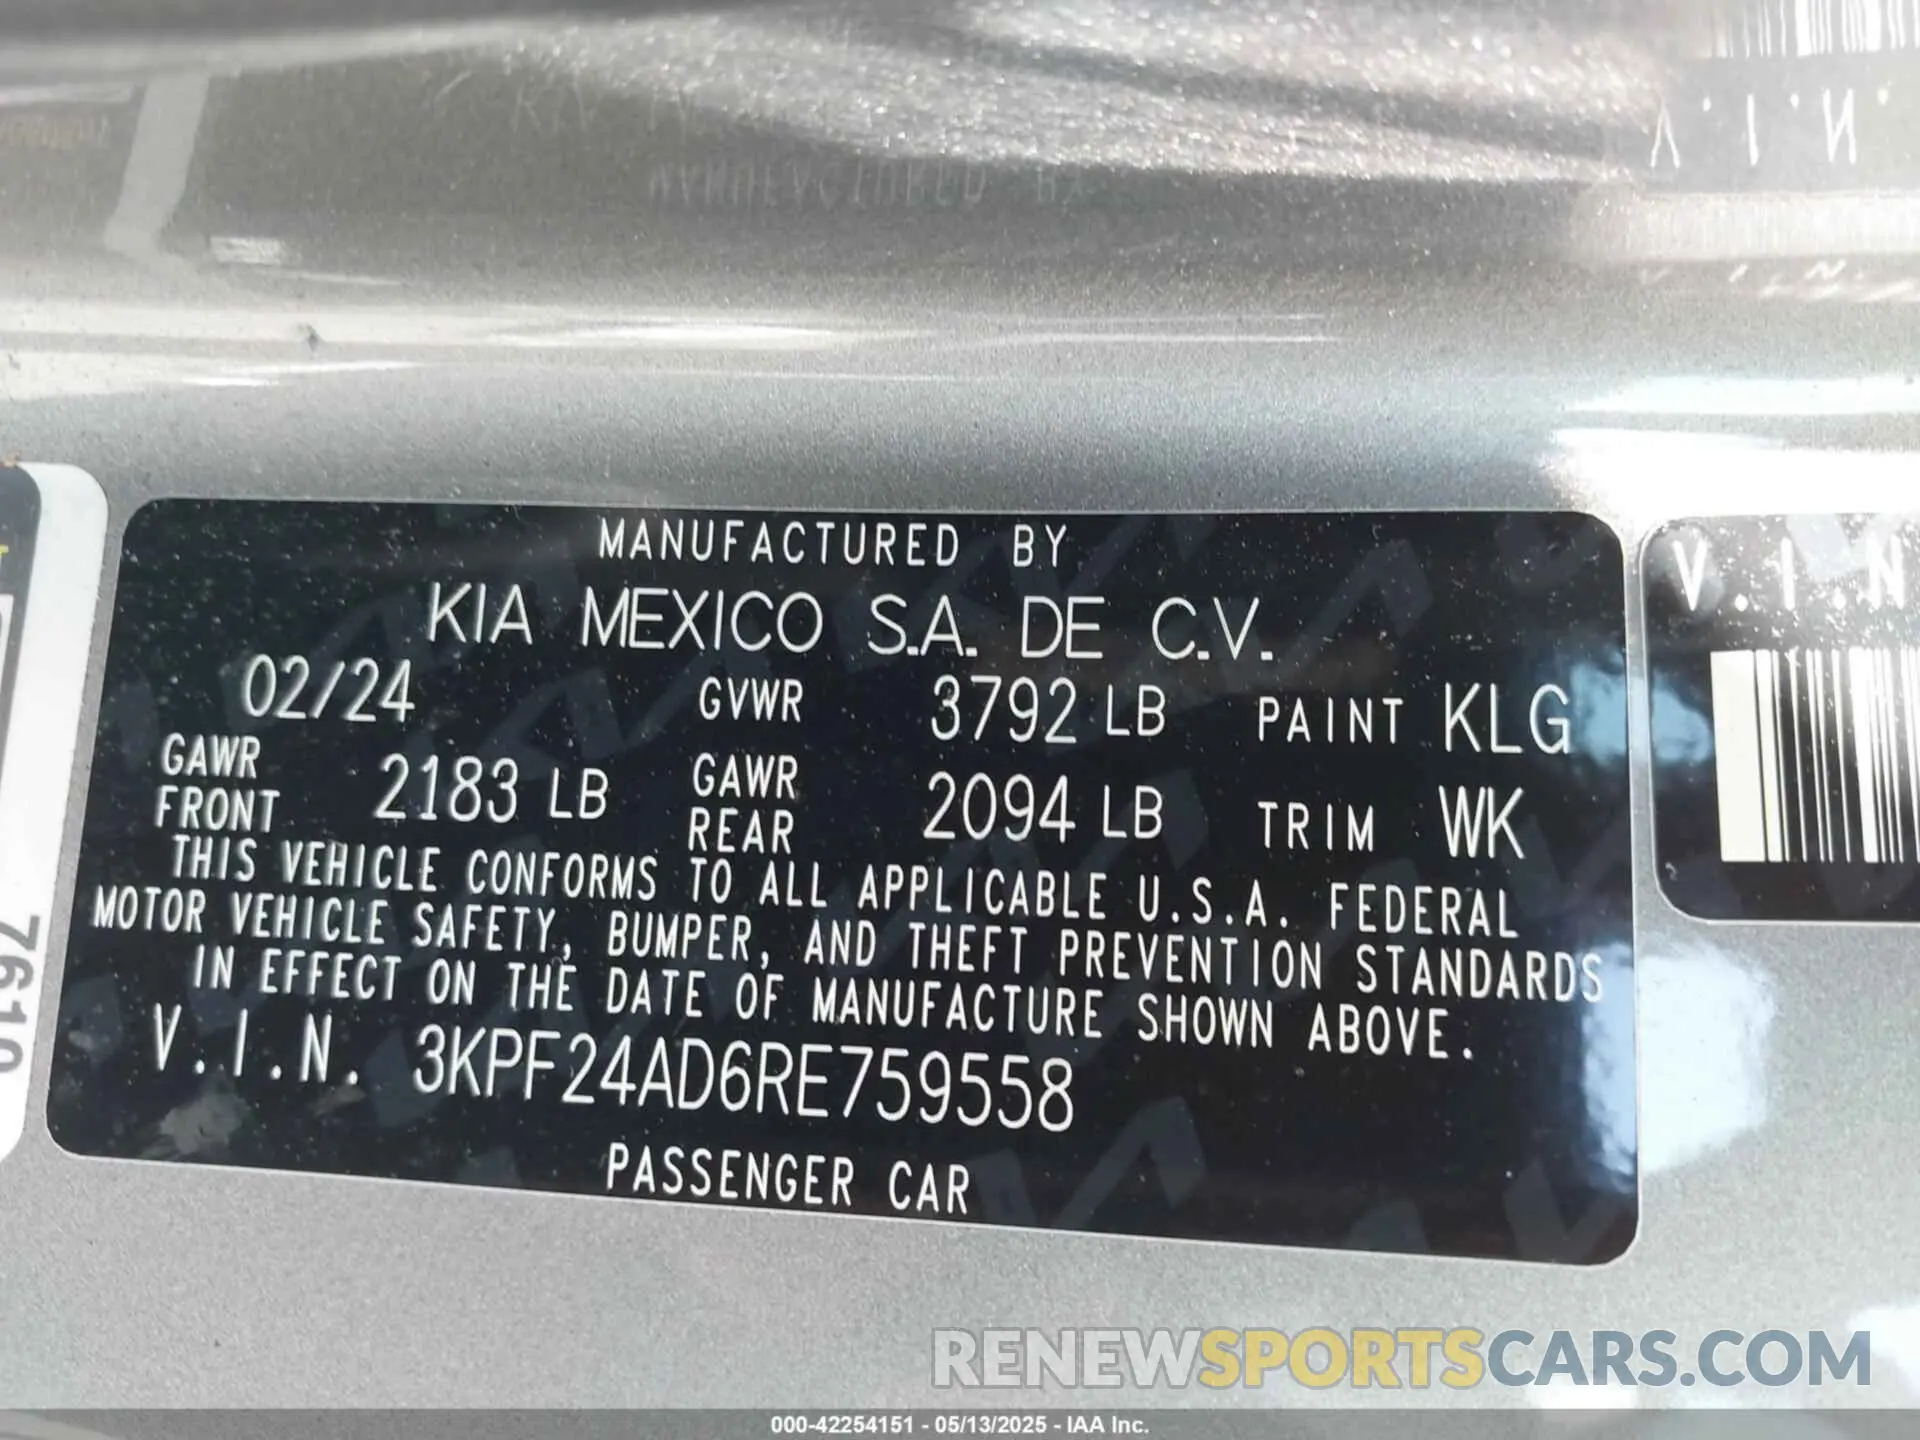 MANUFACTURED BY
KIA MEXICO S.A. DE C.V.
02/24 GVWR 3792 LB PAINT KLG
GAWR FRONT 2183 LB GAWR REAR 2094 LB TRIM WK
THIS VEHICLE CONFORMS TO ALL APPLICABLE U.S.A. FEDERAL
MOTOR VEHICLE SAFETY, BUMPER, AND THEFT PREVENTION STANDARDS
IN EFFECT ON THE DATE OF MANUFACTURE SHOWN ABOVE.
V.I.N. 3KPF24AD6RE759558
PASSENGER CAR
V.I.N
RENEWSPORTSCARS.COM
000-42254151 - 05/13/2025 - IAA Inc.